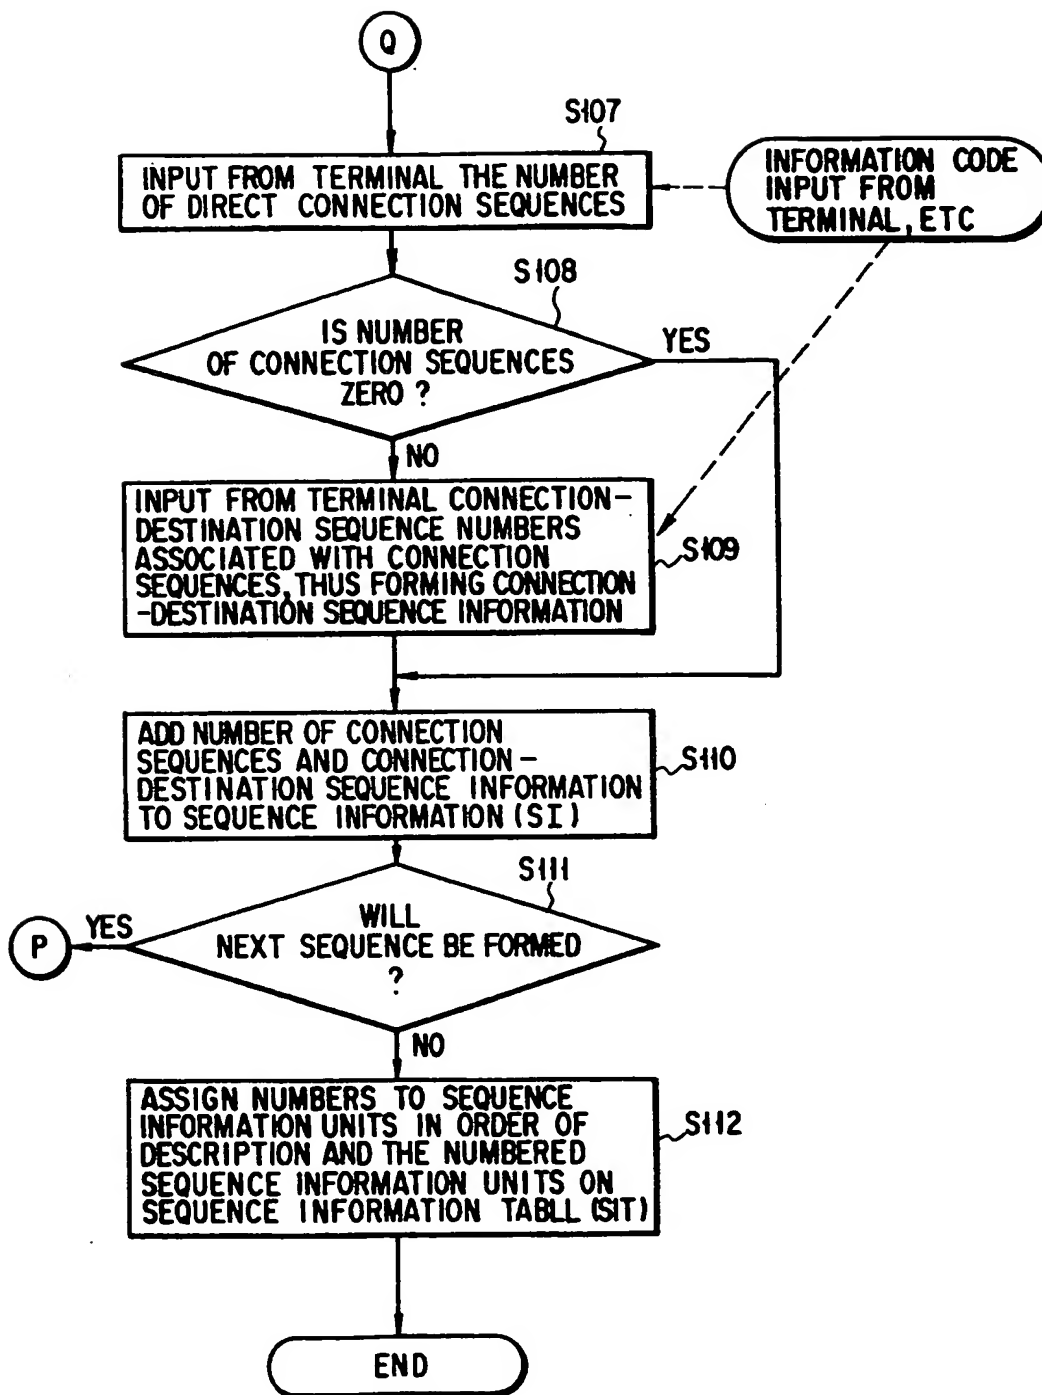 Q
S107
INPUT FROM TERMINAL THE NUMBER
OF DIRECT CONNECTION SEQUENCES
INFORMATION CODE
INPUT FROM
TERMINAL, ETC
S108
IS NUMBER
OF CONNECTION SEQUENCES
ZERO ?
YES
NO
INPUT FROM TERMINAL CONNECTION-
DESTINATION SEQUENCE NUMBERS
ASSOCIATED WITH CONNECTION
SEQUENCES, THUS FORMING CONNECTION
-DESTINATION SEQUENCE INFORMATION
S109
ADD NUMBER OF CONNECTION
SEQUENCES AND CONNECTION-
DESTINATION SEQUENCE INFORMATION
TO SEQUENCE INFORMATION (SI)
S110
S111
WILL
NEXT SEQUENCE BE FORMED
?
YES
P
NO
ASSIGN NUMBERS TO SEQUENCE
INFORMATION UNITS IN ORDER OF
DESCRIPTION AND THE NUMBERED
SEQUENCE INFORMATION UNITS ON
SEQUENCE INFORMATION TABLL (SIT)
S112
END